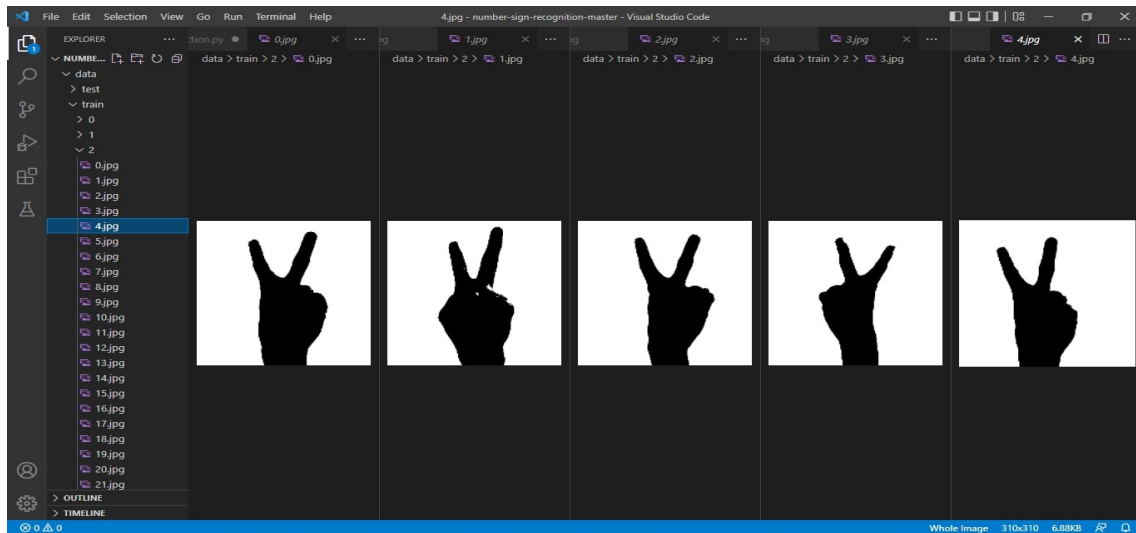 File Edit Selection View Go Run Terminal Help 4.jpg - number-sign-recognition-master - Visual Studio Code
EXPLORER ... tion.py 0.jpg ... 1.jpg ... 2.jpg ... 3.jpg ... 4.jpg ...
NUMBE... data > train > 2 > 0.jpg data > train > 2 > 1.jpg data > train > 2 > 2.jpg data > train > 2 > 3.jpg data > train > 2 > 4.jpg
data
> test
train
> 0
> 1
2
0.jpg
1.jpg
2.jpg
3.jpg
4.jpg
5.jpg
6.jpg
7.jpg
8.jpg
9.jpg
10.jpg
11.jpg
12.jpg
13.jpg
14.jpg
15.jpg
16.jpg
17.jpg
18.jpg
19.jpg
20.jpg
21.jpg
> OUTLINE
> TIMELINE
0 0 Whole Image 310x310 6.88KB